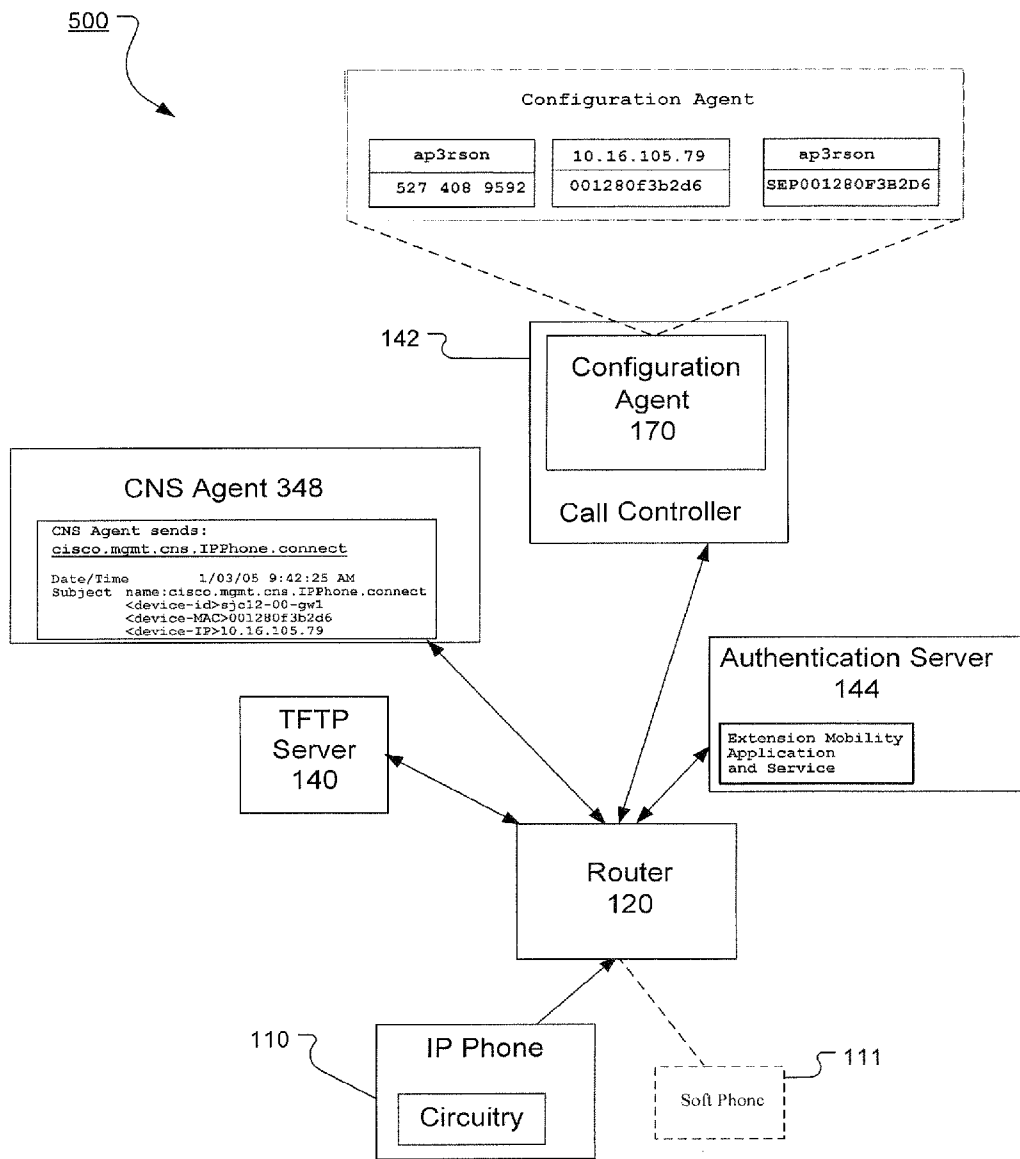 500
Configuration Agent
ap3rson
527 408 9592
10.16.105.79
001280f3b2d6
ap3rson
SEP001280F3B2D6
142
Configuration
Agent
170
Call Controller
CNS Agent 348
CNS Agent sends:
cisco.mgmt.cns.IPPhone.connect
Date/Time 1/03/05 9:42:25 AM
Subject name:cisco.mgmt.cns.IPPhone.connect
<device-id>sjc12-00-gw1
<device-MAC>001280f3b2d6
<device-IP>10.16.105.79
Authentication Server
144
Extension Mobility
Application
and Service
TFTP
Server
140
Router
120
110
IP Phone
Circuitry
111
Soft Phone